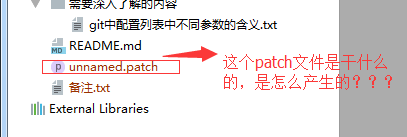 需要深入了解的内容
git中配置列表中不同参数的含义.txt
README.md
unnamed.patch
备注.txt
External Libraries
这个patch文件是干什么
的，是怎么产生的？？？